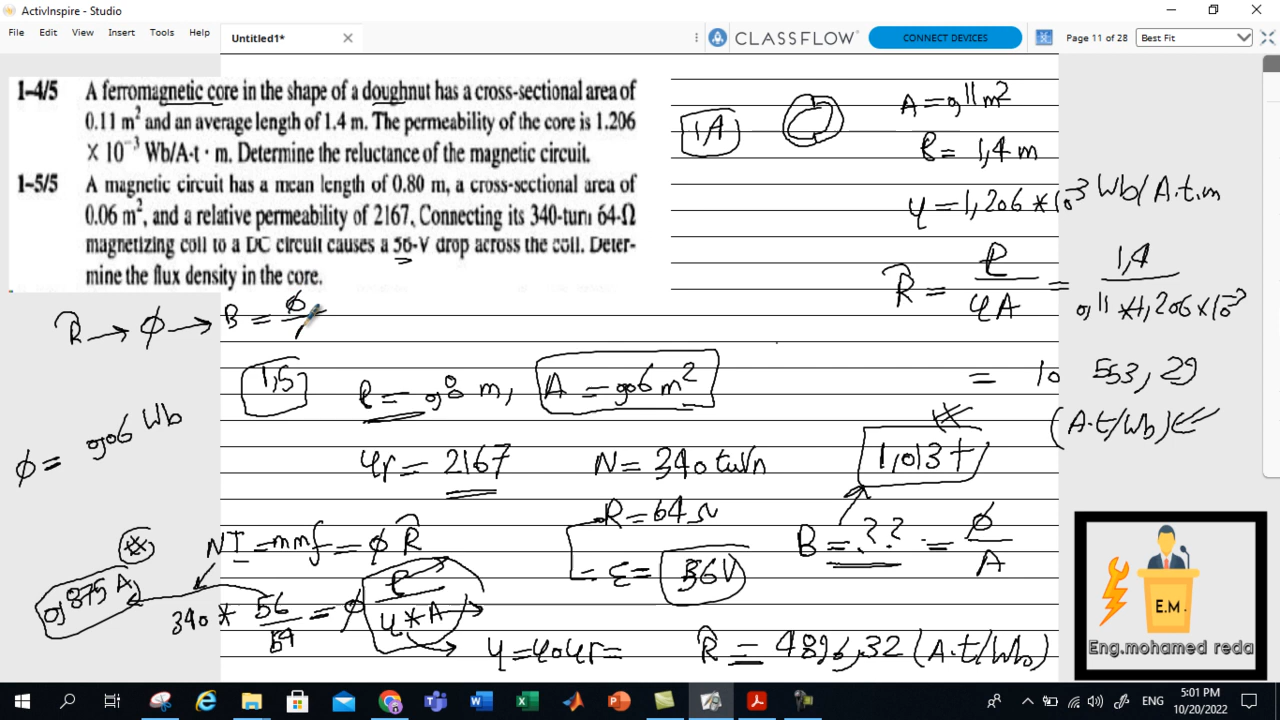 ActivInspire - Studio
File Edit View Insert Tools Help
Untitled1*
CLASSFLOW
CONNECT DEVICES
Page 11 of 28
Best Fit
1-4/5 A ferromagnetic core in the shape of a doughnut has a cross-sectional area of
0.11 m² and an average length of 1.4 m. The permeability of the core is 1.206
× 10⁻³ Wb/A-t · m. Determine the reluctance of the magnetic circuit.
1-5/5 A magnetic circuit has a mean length of 0.80 m, a cross-sectional area of
0.06 m², and a relative permeability of 2167. Connecting its 340-turn 64-Ω
magnetizing coil to a DC circuit causes a 56-V drop across the coil. Deter-
mine the flux density in the core.
A = 0,11 m²
l = 1,4 m
μ = 1,206 * 10⁻³ Wb/A.t.m
R = l / μA = 1,4 / 0,11 * 1,206 * 10⁻³
= 10 553,29
(A.t/Wb)
R → φ → B = φ /
1,5
l = 0,80 m, A = 0,06 m²
φ = 0,06 Wb
μr = 2167
N = 340 turn
1,013 t
R = 64 Ω
NI = mmf = φ R
B = ?? = φ / A
ε = 56 V
0,875 A
340 * 56 / 64 = φ l / μ * A
μ = μ0 μr =
R = 4896,32 (A.t/Wb)
E.M.
Eng.mohamed reda
ENG
5:01 PM
10/20/2022